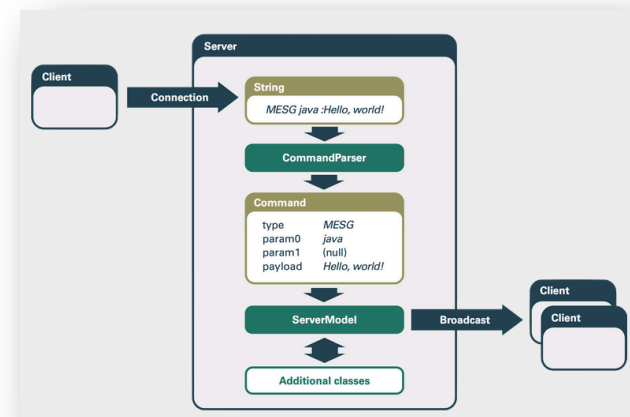 Server
Client
Connection
String
MESG java :Hello, world!
CommandParser
Command
type MESG
param0 java
param1 (null)
payload Hello, world!
ServerModel
Broadcast
Client
Client
Additional classes